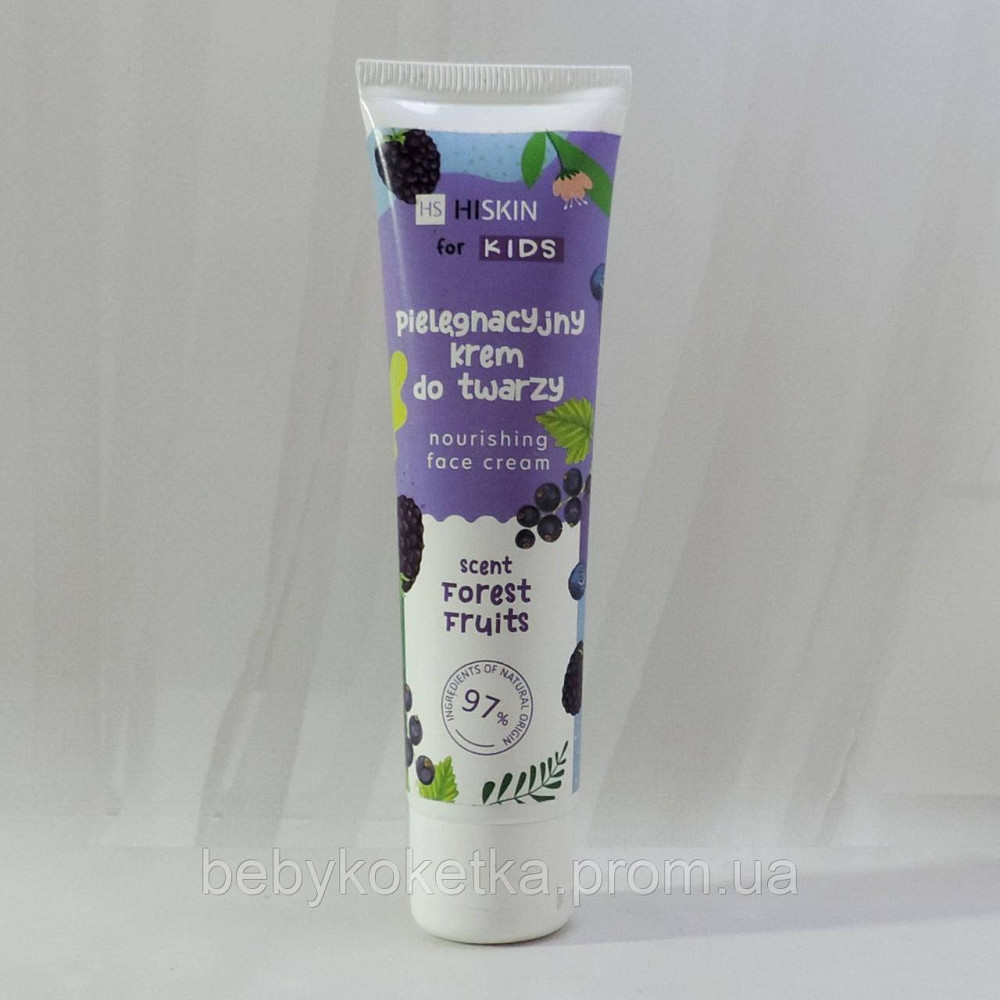 HS HISKIN
for KIDS
pielęgnacyjny
krem
do twarzy
nourishing
face cream
scent
Forest
Fruits
INGREDIENTS OF NATURAL ORIGIN
97%
bebykoketka.prom.ua